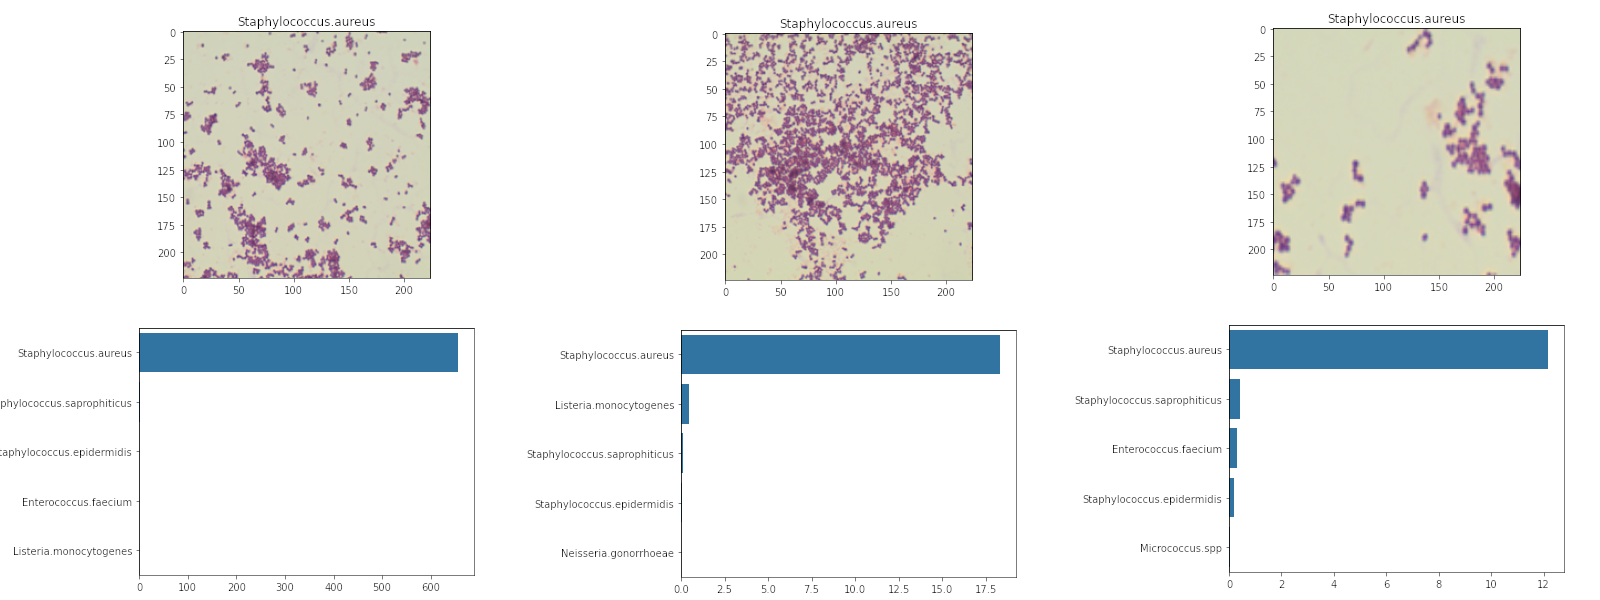 Staphylococcus.aureus
0
25
50
75
100
125
150
175
200
0 50 100 150 200
Staphylococcus.aureus
phylococcus.saprophiticus
taphylococcus.epidermidis
Enterococcus.faecium
Listeria.monocytogenes
0 100 200 300 400 500 600
Staphylococcus.aureus
0
25
50
75
100
125
150
175
200
0 50 100 150 200
Staphylococcus.aureus
Listeria.monocytogenes
Staphylococcus.saprophiticus
Staphylococcus.epidermidis
Neisseria.gonorrhoeae
0.0 2.5 5.0 7.5 10.0 12.5 15.0 17.5
Staphylococcus.aureus
0
25
50
75
100
125
150
175
200
0 50 100 150 200
Staphylococcus.aureus
Staphylococcus.saprophiticus
Enterococcus.faecium
Staphylococcus.epidermidis
Micrococcus.spp
0 2 4 6 8 10 12